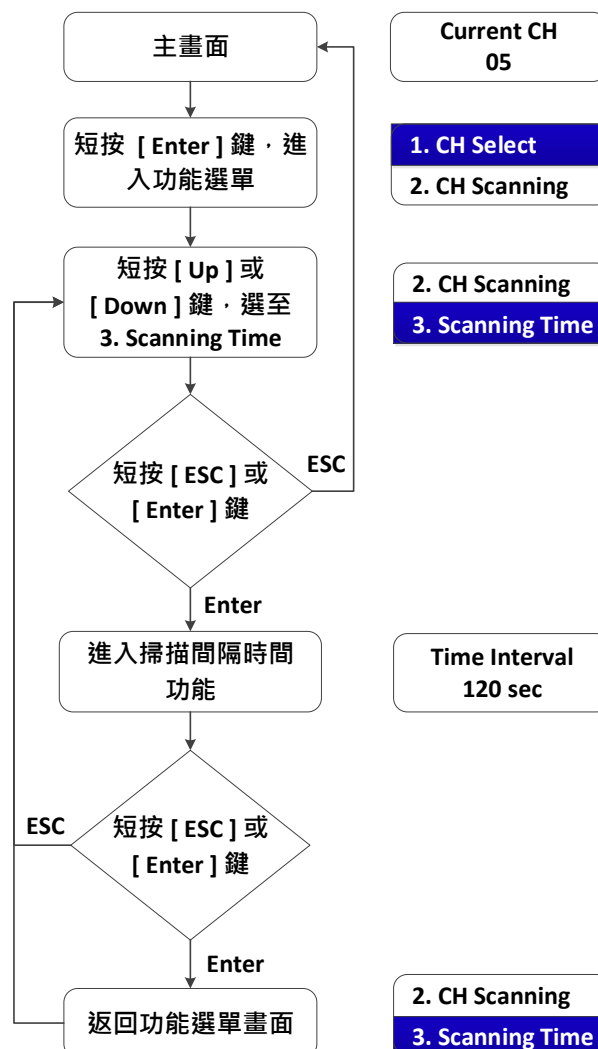 主畫面
Current CH
05
短按 [ Enter ] 鍵，進
入功能選單
1. CH Select
2. CH Scanning
短按 [ Up ] 或
[ Down ] 鍵，選至
3. Scanning Time
2. CH Scanning
3. Scanning Time
短按 [ ESC ] 或
[ Enter ] 鍵
ESC
Enter
進入掃描間隔時間
功能
Time Interval
120 sec
ESC
短按 [ ESC ] 或
[ Enter ] 鍵
Enter
返回功能選單畫面
2. CH Scanning
3. Scanning Time